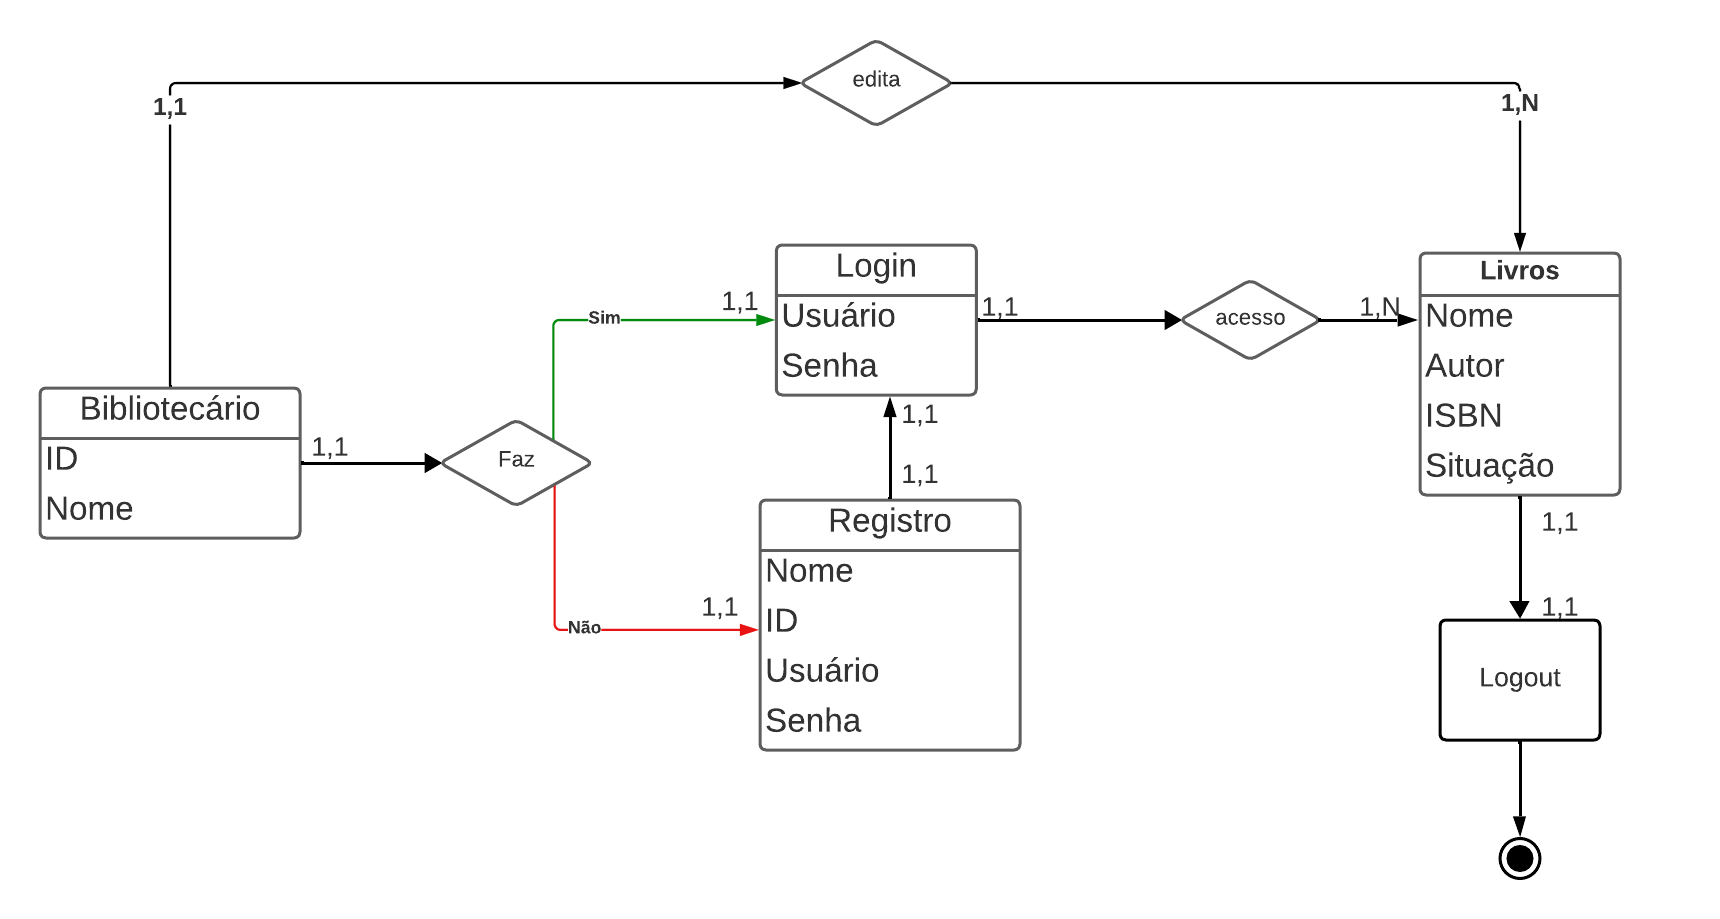 edita
1,1
1,N
Login
Usuário
Senha
Sim
1,1
1,1
acesso
1,N
Livros
Nome
Autor
ISBN
Situação
Bibliotecário
ID
Nome
1,1
Faz
1,1
1,1
Registro
Nome
ID
Usuário
Senha
Não
1,1
1,1
1,1
Logout